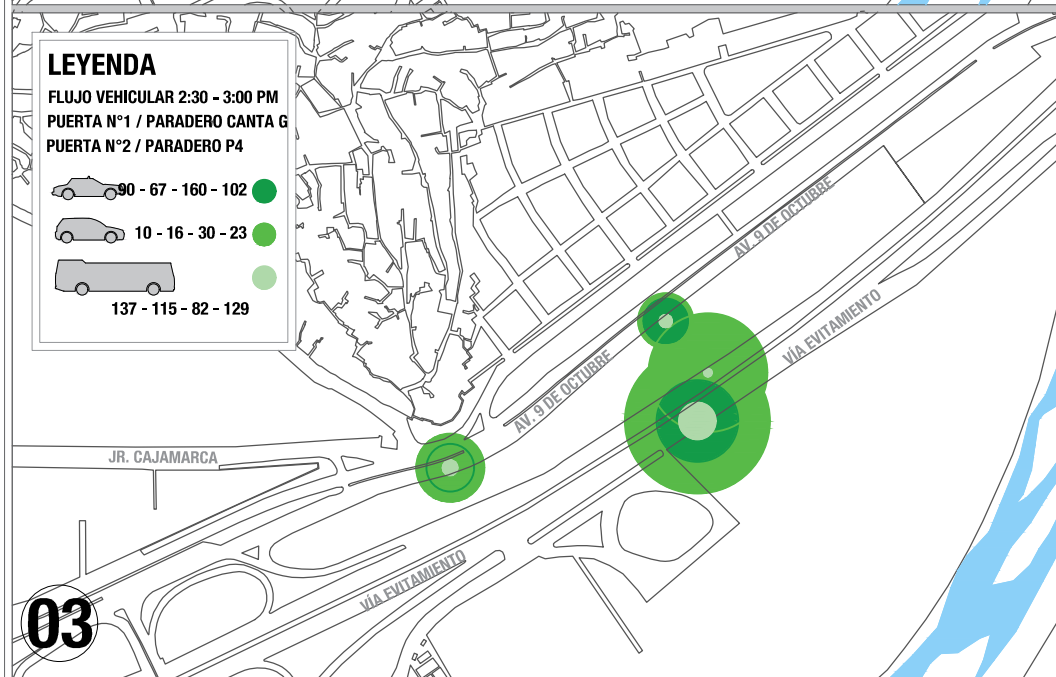 LEYENDA
FLUJO VEHICULAR 2:30 - 3:00 PM
PUERTA N°1 / PARADERO CANTA G
PUERTA N°2 / PARADERO P4
90 - 67 - 160 - 102
10 - 16 - 30 - 23
137 - 115 - 82 - 129
AV. 9 DE OCTUBRE
VÍA EVITAMIENTO
AV. 9 DE OCTUBRE
JR. CAJAMARCA
VÍA EVITAMIENTO
03